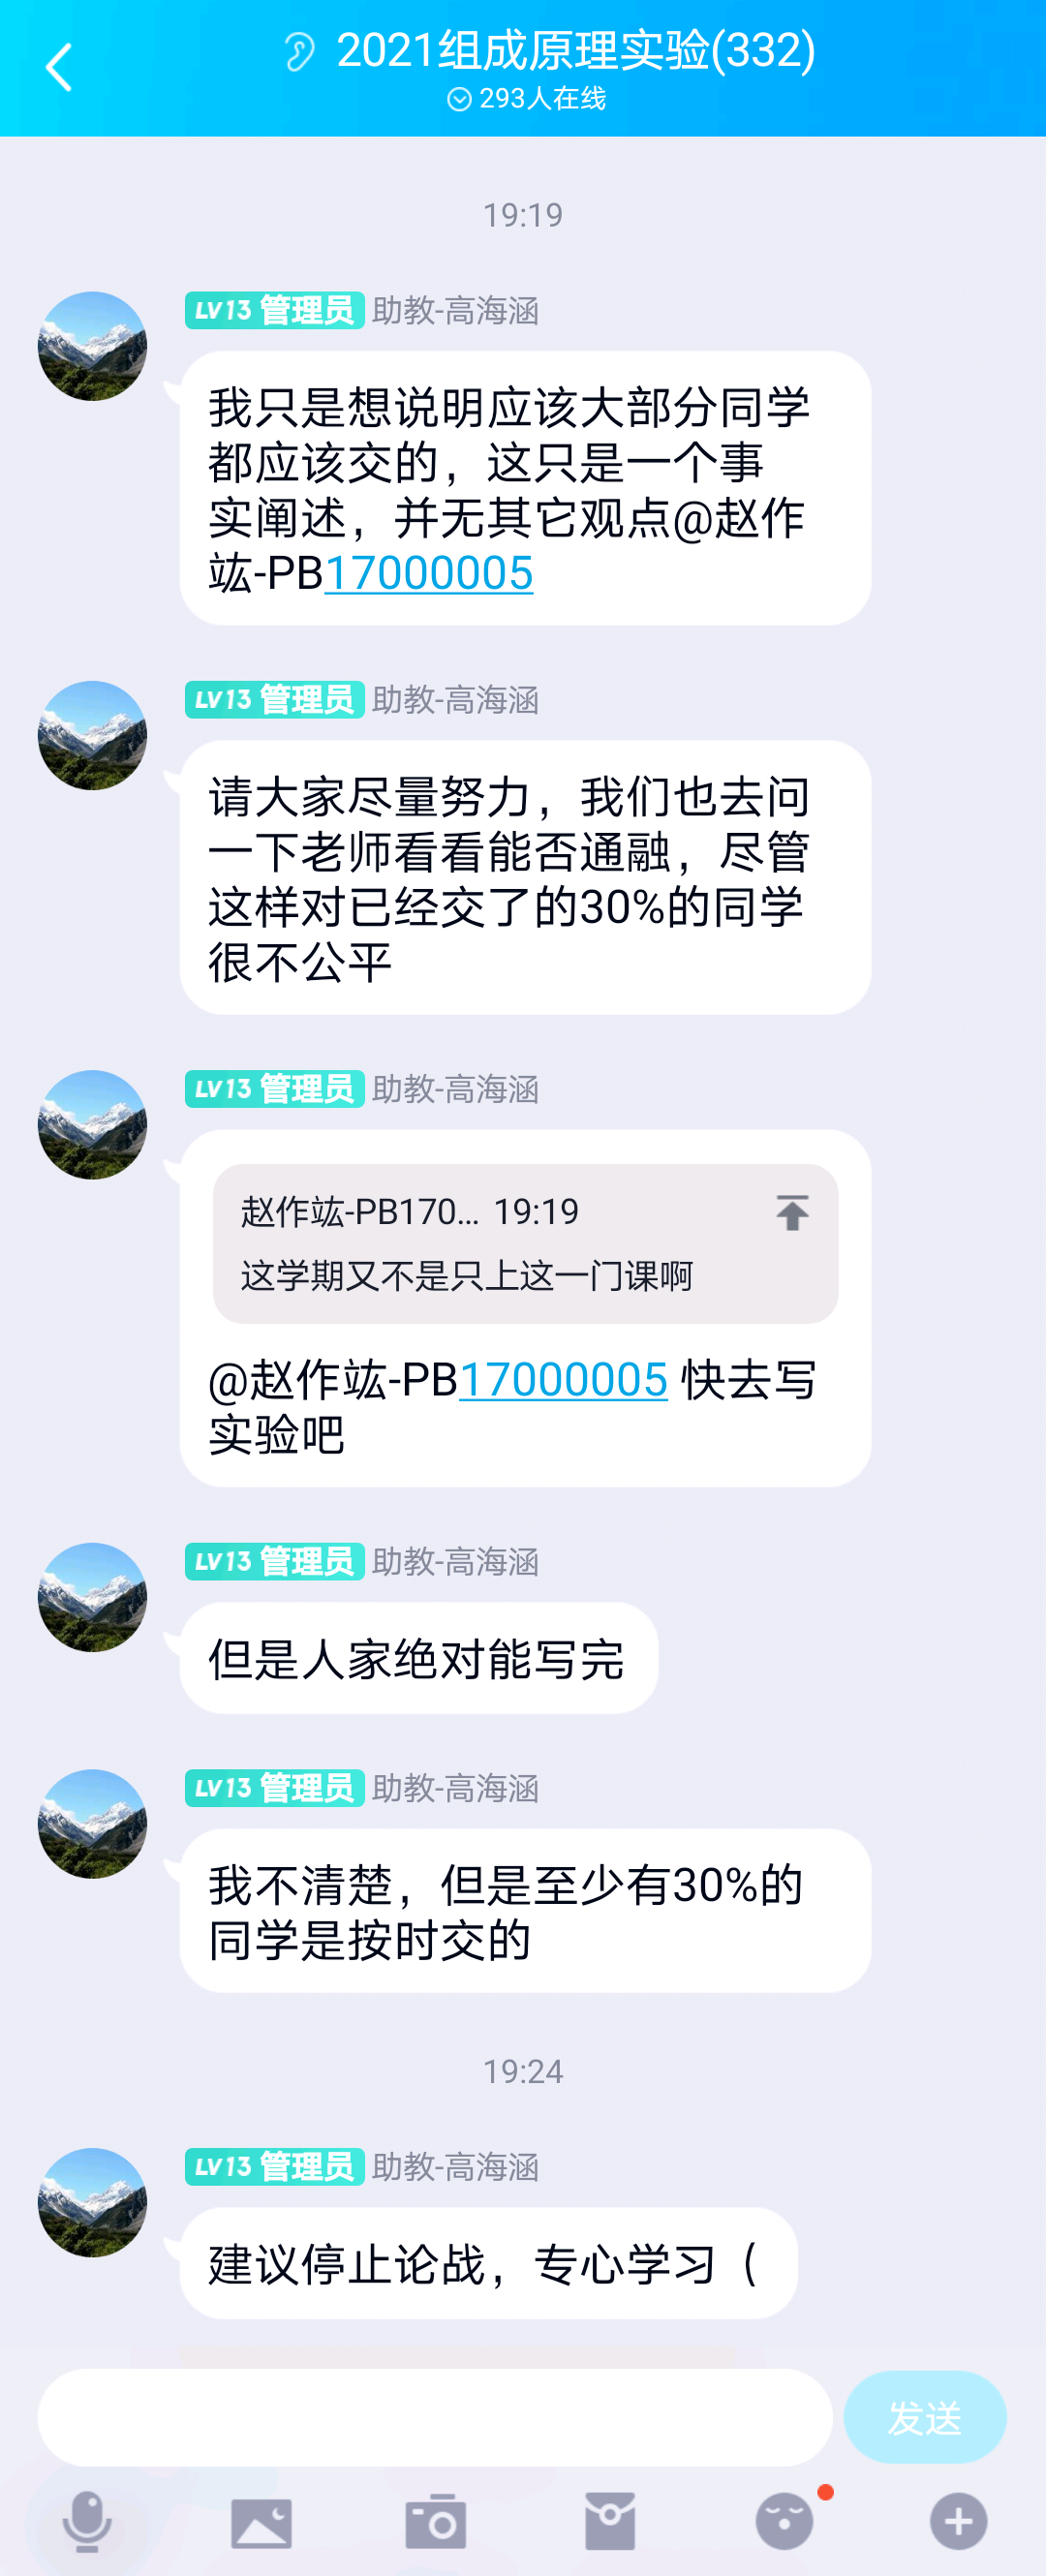 2021组成原理实验(332)
293人在线
19:19
LV13 管理员 助教-高海涵
我只是想说明应该大部分同学
都应该交的，这只是一个事
实阐述，并无其它观点@赵作
竑-PB17000005
LV13 管理员 助教-高海涵
请大家尽量努力，我们也去问
一下老师看看能否通融，尽管
这样对已经交了的30%的同学
很不公平
LV13 管理员 助教-高海涵
赵作竑-PB170... 19:19
这学期又不是只上这一门课啊
@赵作竑-PB17000005 快去写
实验吧
LV13 管理员 助教-高海涵
但是人家绝对能写完
LV13 管理员 助教-高海涵
我不清楚，但是至少有30%的
同学是按时交的
19:24
LV13 管理员 助教-高海涵
建议停止论战，专心学习（
发送